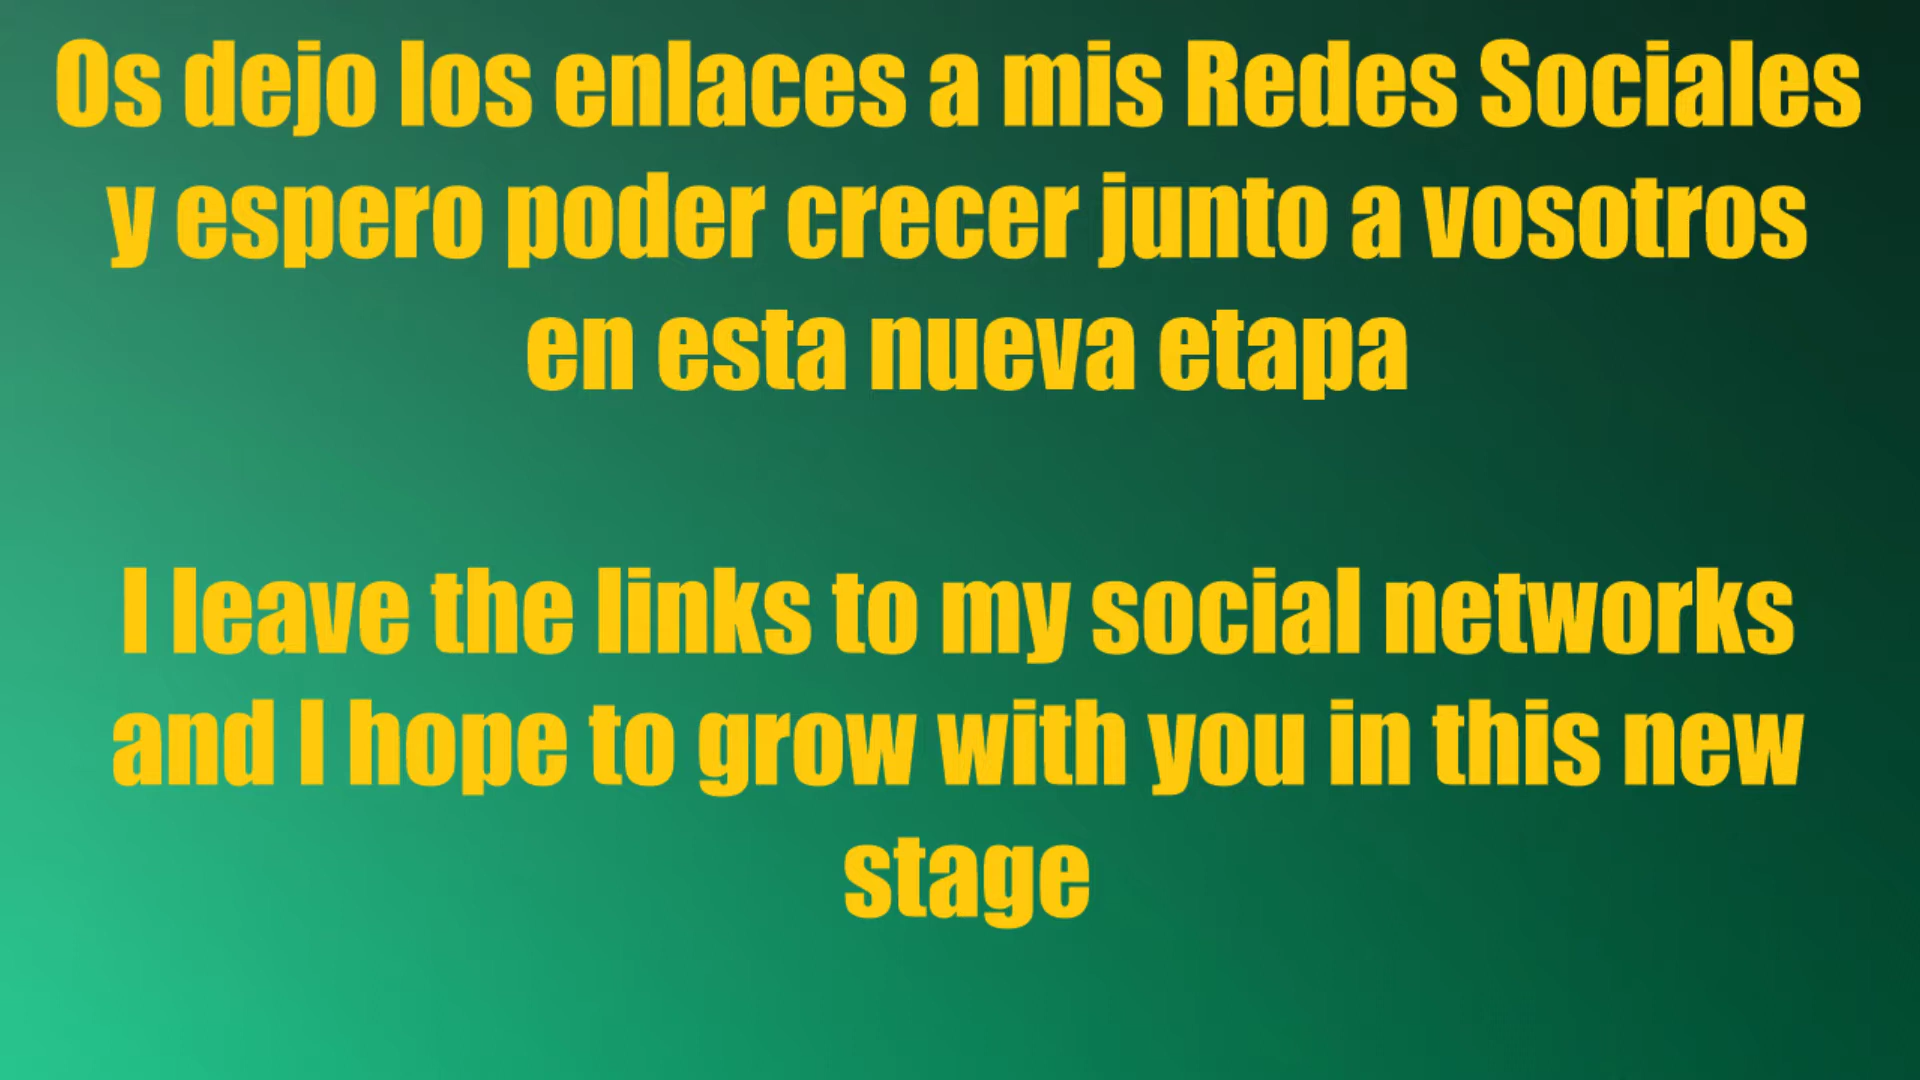 Os dejo los enlaces a mis Redes Sociales
y espero poder crecer junto a vosotros
en esta nueva etapa
I leave the links to my social networks
and I hope to grow with you in this new
stage